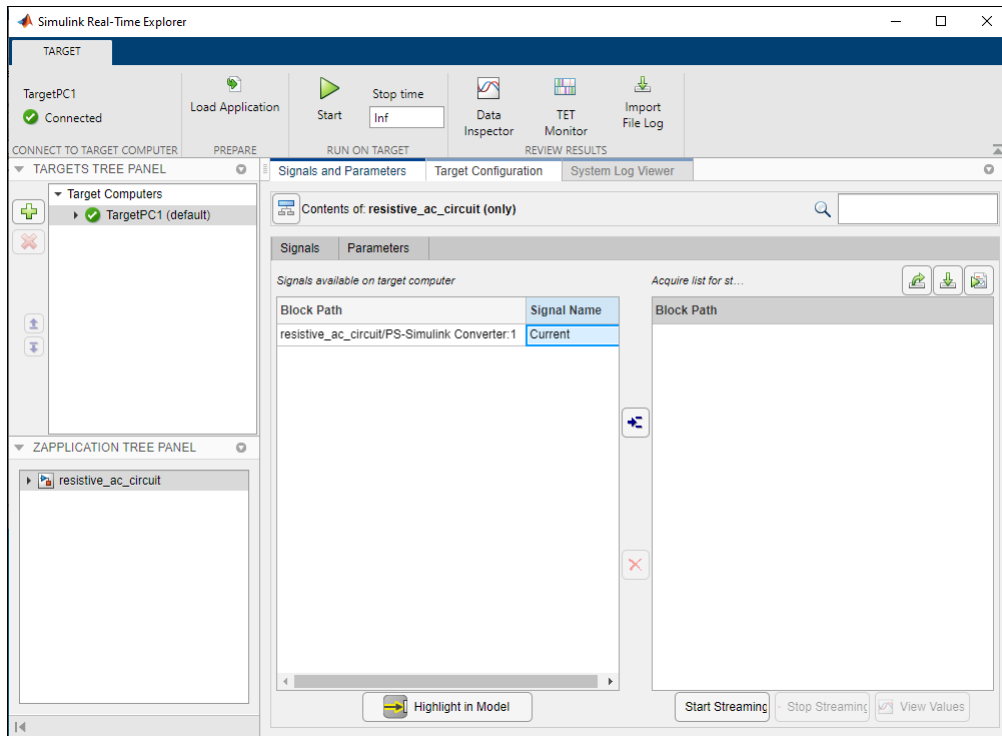 Simulink Real-Time Explorer
TARGET
TargetPC1
Connected
Load Application
Start
Stop time
Inf
Data Inspector
TET Monitor
Import File Log
CONNECT TO TARGET COMPUTER
PREPARE
RUN ON TARGET
REVIEW RESULTS
TARGETS TREE PANEL
Target Computers
TargetPC1 (default)
ZAPPLICATION TREE PANEL
resistive_ac_circuit
Signals and Parameters
Target Configuration
System Log Viewer
Contents of: resistive_ac_circuit (only)
Signals
Parameters
Signals available on target computer
Block Path
Signal Name
resistive_ac_circuit/PS-Simulink Converter:1
Current
Highlight in Model
Acquire list for st...
Block Path
Start Streaming
Stop Streaming
View Values